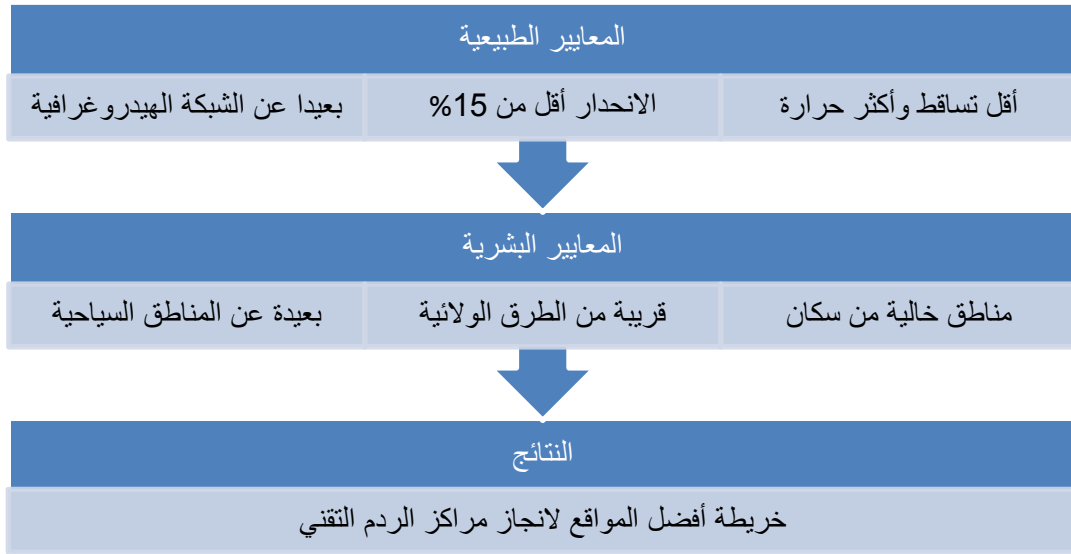 المعايير الطبيعية
أقل تساقط وأكثر حرارة
الانحدار أقل من 15%
بعيدا عن الشبكة الهيدروغرافية
المعايير البشرية
مناطق خالية من سكان
قريبة من الطرق الولائية
بعيدة عن المناطق السياحية
النتائج
خريطة أفضل المواقع لانجاز مراكز الردم التقني